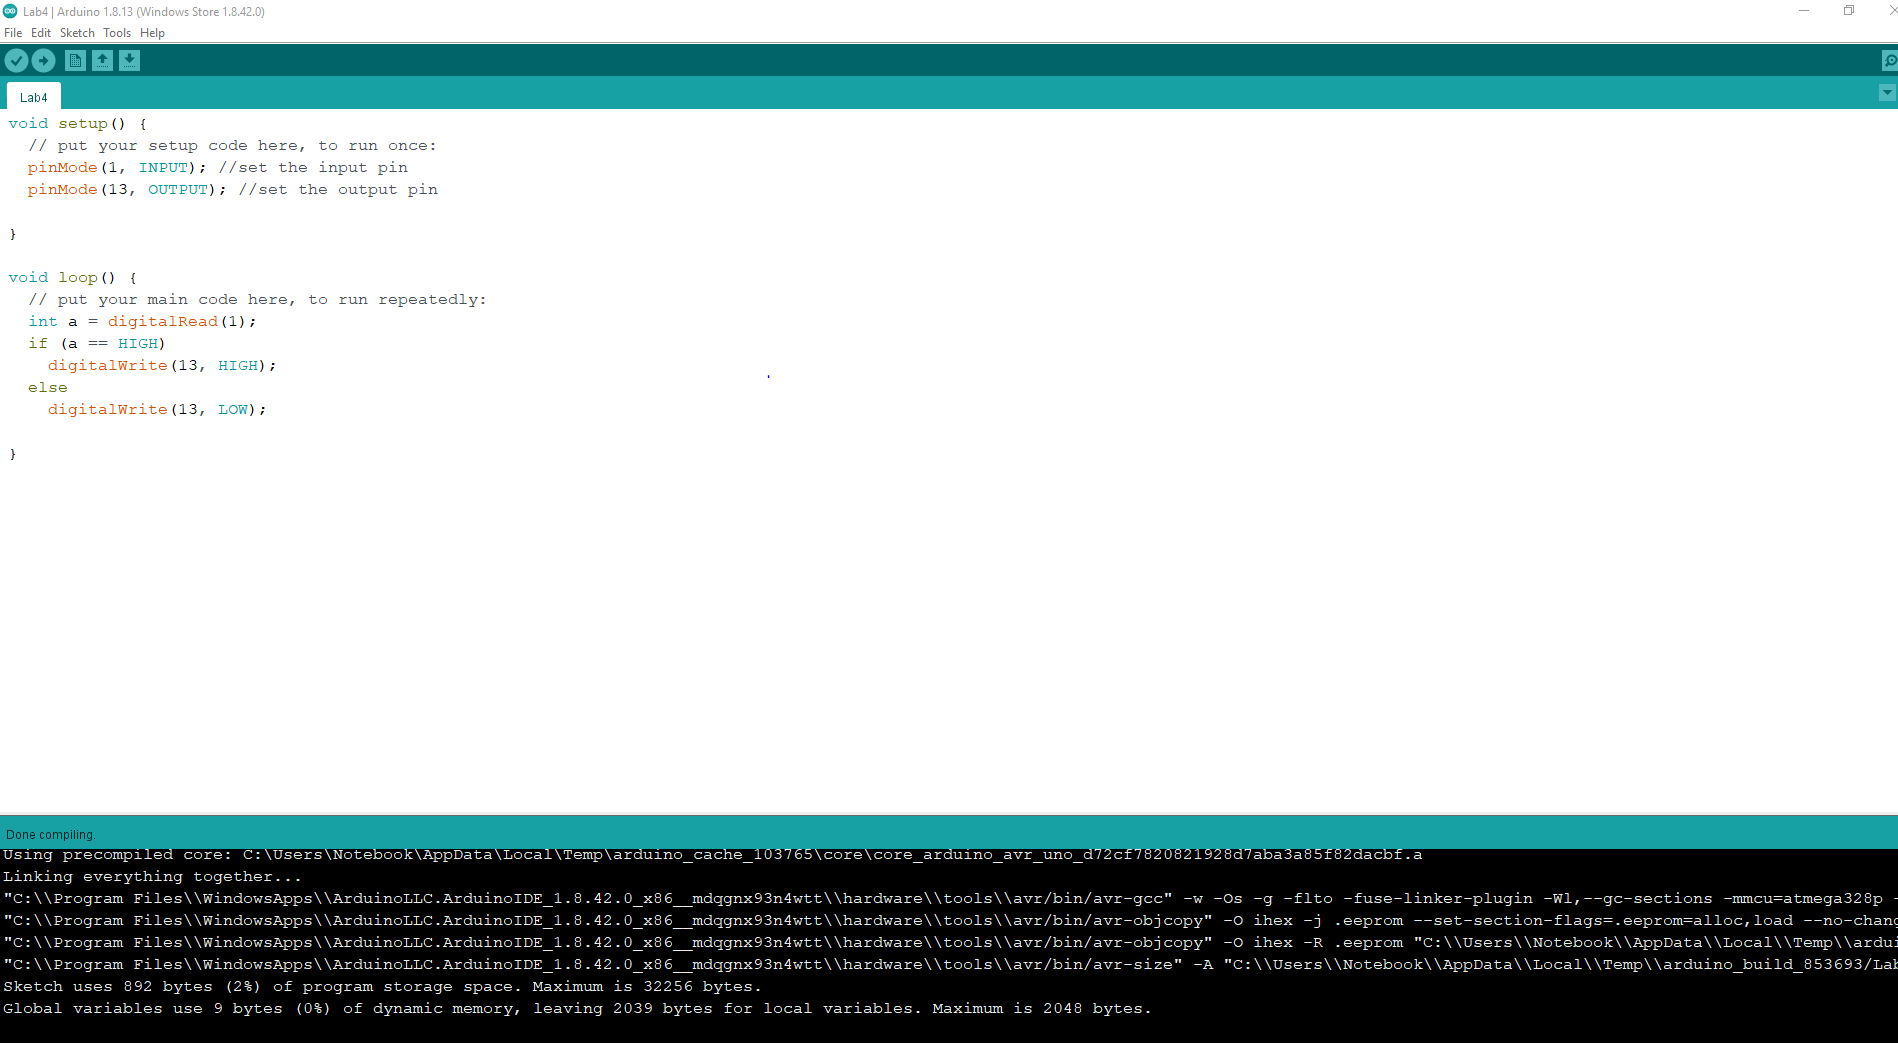 Lab4 | Arduino 1.8.13 (Windows Store 1.8.42.0)
File Edit Sketch Tools Help
Lab4
void setup() {
  // put your setup code here, to run once:
  pinMode(1, INPUT); //set the input pin
  pinMode(13, OUTPUT); //set the output pin
}
void loop() {
  // put your main code here, to run repeatedly:
  int a = digitalRead(1);
  if (a == HIGH)
    digitalWrite(13, HIGH);
  else
    digitalWrite(13, LOW);
}
Done compiling.
Using precompiled core: C:\Users\Notebook\AppData\Local\Temp\arduino_cache_103765\core\core_arduino_avr_uno_d72cf7820821928d7aba3a85f82dacbf.a
Linking everything together...
"C:\\Program Files\\WindowsApps\\ArduinoLLC.ArduinoIDE_1.8.42.0_x86__mdqgnx93n4wtt\\hardware\\tools\\avr/bin/avr-gcc" -w -Os -g -flto -fuse-linker-plugin -Wl,--gc-sections -mmcu=atmega328p -
"C:\\Program Files\\WindowsApps\\ArduinoLLC.ArduinoIDE_1.8.42.0_x86__mdqgnx93n4wtt\\hardware\\tools\\avr/bin/avr-objcopy" -O ihex -j .eeprom --set-section-flags=.eeprom=alloc,load --no-chang
"C:\\Program Files\\WindowsApps\\ArduinoLLC.ArduinoIDE_1.8.42.0_x86__mdqgnx93n4wtt\\hardware\\tools\\avr/bin/avr-objcopy" -O ihex -R .eeprom "C:\\Users\\Notebook\\AppData\\Local\\Temp\\ardui
"C:\\Program Files\\WindowsApps\\ArduinoLLC.ArduinoIDE_1.8.42.0_x86__mdqgnx93n4wtt\\hardware\\tools\\avr/bin/avr-size" -A "C:\\Users\\Notebook\\AppData\\Local\\Temp\\arduino_build_853693/Lab
Sketch uses 892 bytes (2%) of program storage space. Maximum is 32256 bytes.
Global variables use 9 bytes (0%) of dynamic memory, leaving 2039 bytes for local variables. Maximum is 2048 bytes.